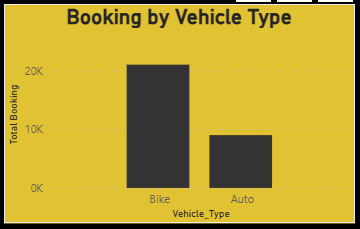 Booking by Vehicle Type
20K
10K
0K
Total Booking
Bike Auto
Vehicle_Type